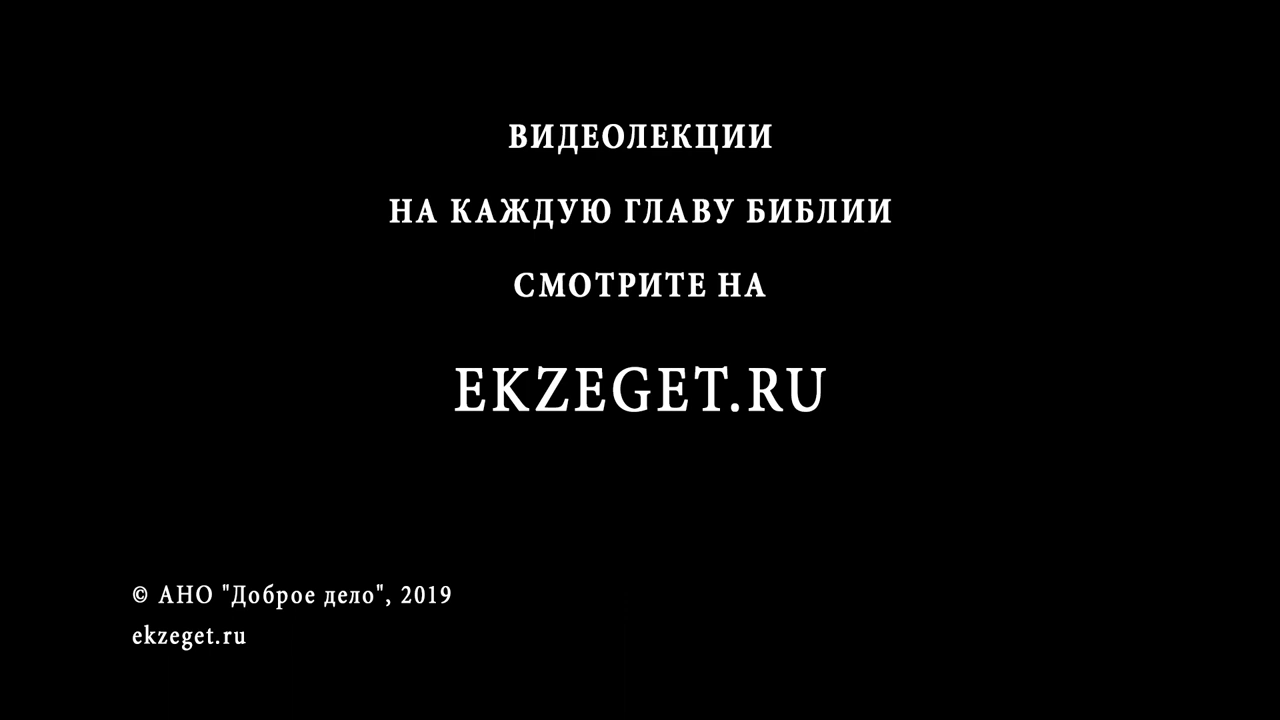 ВИДЕОЛЕКЦИИ
НА КАЖДУЮ ГЛАВУ БИБЛИИ
СМОТРИТЕ НА
EKZEGET.RU
© АНО "Доброе дело", 2019
ekzeget.ru